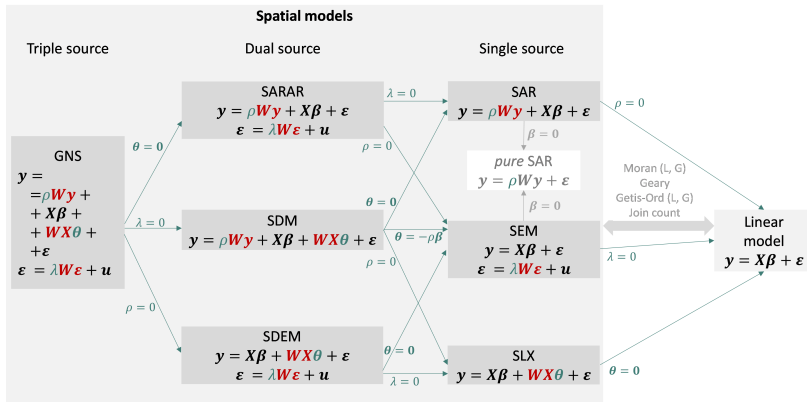 Spatial models
Triple source
Dual source
Single source
GNS
y =
=ρWy +
+ Xβ +
+ WXθ +
+ε
ε = λWε + u
θ = 0
λ = 0
ρ = 0
SARAR
y = ρWy + Xβ + ε
ε = λWε + u
SDM
y = ρWy + Xβ + WXθ + ε
SDEM
y = Xβ + WXθ + ε
ε = λWε + u
λ = 0
ρ = 0
θ = 0
θ = −ρβ
ρ = 0
θ = 0
λ = 0
SAR
y = ρWy + Xβ + ε
β = 0
pure SAR
y = ρWy + ε
β = 0
SEM
y = Xβ + ε
ε = λWε + u
SLX
y = Xβ + WXθ + ε
ρ = 0
Moran (L, G)
Geary
Getis-Ord (L, G)
Join count
λ = 0
θ = 0
Linear
model
y = Xβ + ε